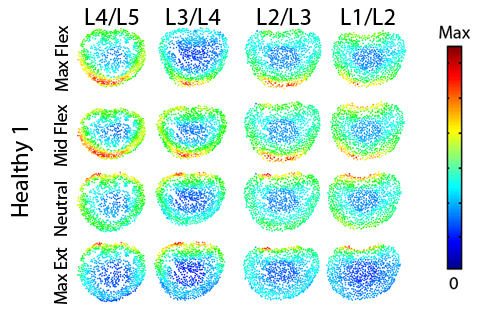 L4/L5 L3/L4 L2/L3 L1/L2
Max
Max Flex
Mid Flex
Healthy 1
Neutral
Max Ext
0